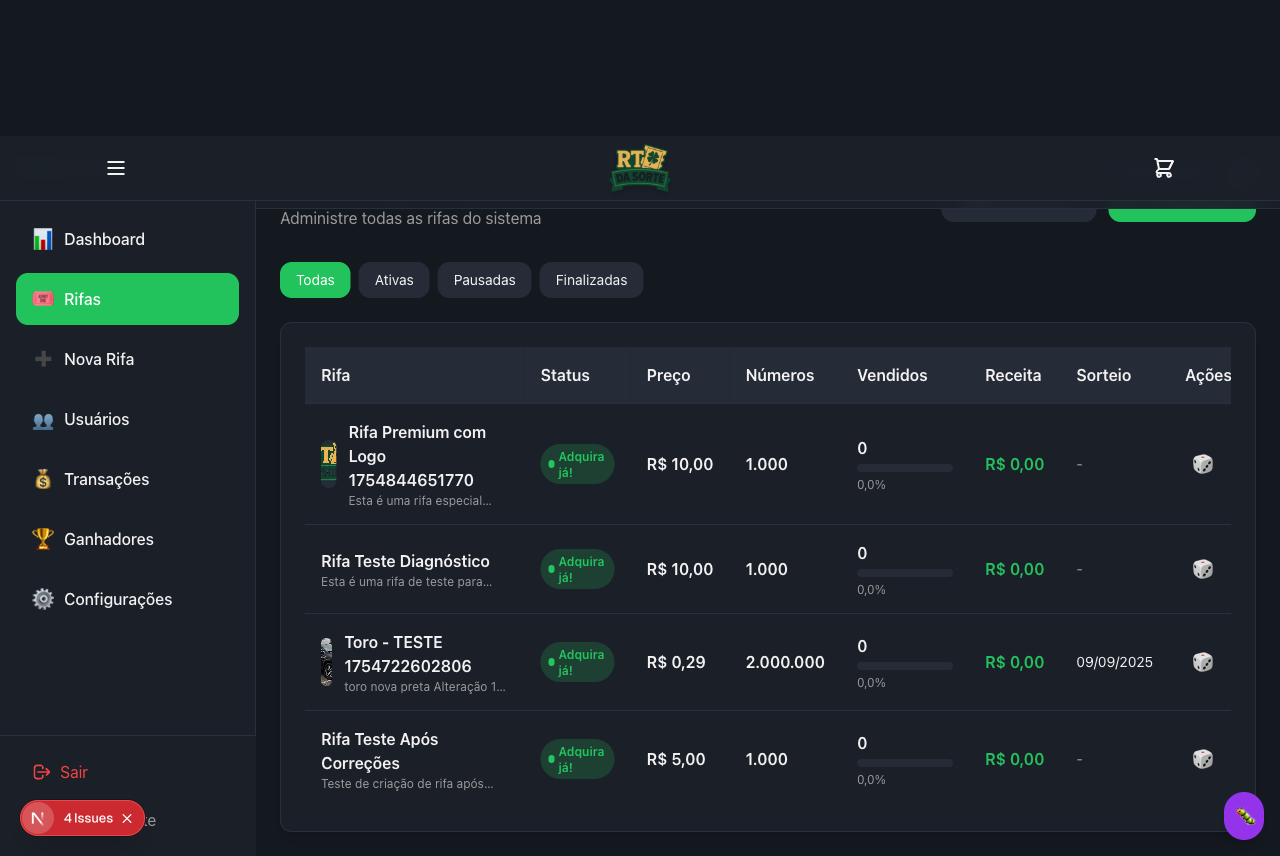 RT
DA SORTE
Dashboard
Rifas
Nova Rifa
Usuários
Transações
Ganhadores
Configurações
Sair
4 Issues
Administre todas as rifas do sistema
Todas Ativas Pausadas Finalizadas
Rifa Status Preço Números Vendidos Receita Sorteio Ações
Rifa Premium com
Logo
1754844651770
Esta é uma rifa especial...
Adquira
já!
R$ 10,00
1.000
0
0,0%
R$ 0,00
-
Rifa Teste Diagnóstico
Esta é uma rifa de teste para...
Adquira
já!
R$ 10,00
1.000
0
0,0%
R$ 0,00
-
Toro - TESTE
1754722602806
toro nova preta Alteração 1...
Adquira
já!
R$ 0,29
2.000.000
0
0,0%
R$ 0,00
09/09/2025
Rifa Teste Após
Correções
Teste de criação de rifa após...
Adquira
já!
R$ 5,00
1.000
0
0,0%
R$ 0,00
-